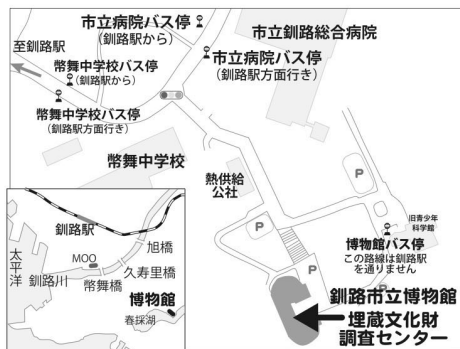 市立病院バス停
(釧路駅から)
市立釧路総合病院
至釧路駅
幣舞中学校バス停
(釧路駅から)
市立病院バス停
(釧路駅方面行き)
幣舞中学校バス停
(釧路駅方面行き)
幣舞中学校
熱供給
公社
P
P
P
P
旧青少年
科学館
博物館バス停
この路線は釧路駅
を通りません
釧路市立博物館
埋蔵文化財
調査センター
釧路駅
太平洋
MOO
旭橋
釧路川
久寿里橋
幣舞橋
博物館
春採湖